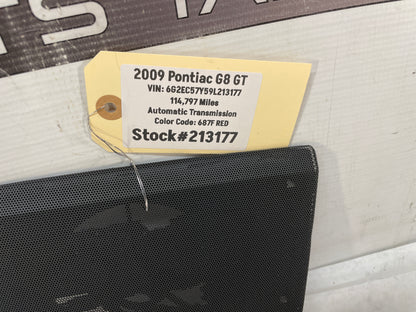 2009 Pontiac G8 GT
VIN: 6G2EC57Y59L213177
114,797 Miles
Automatic Transmission
Color Code: 687F RED
Stock#213177